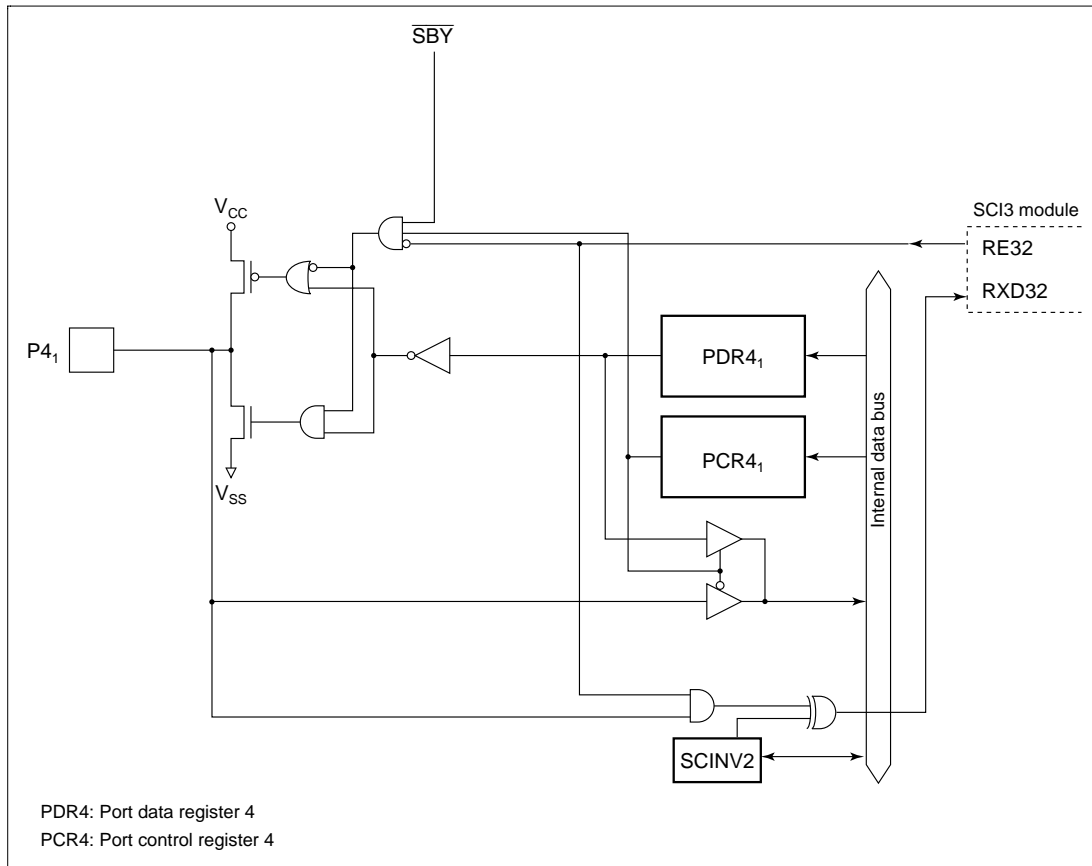 SBY
VCC
SCI3 module
RE32
RXD32
P41
PDR41
PCR41
Internal data bus
VSS
SCINV2
PDR4: Port data register 4
PCR4: Port control register 4